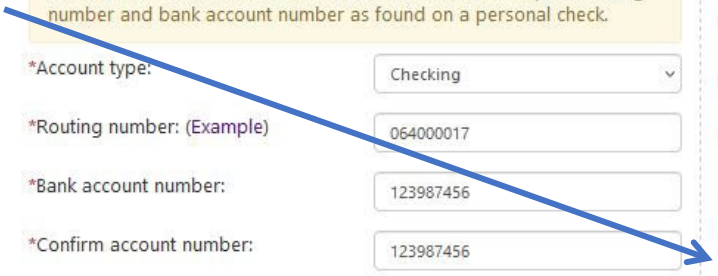 number and bank account number as found on a personal check.
*Account type: Checking
*Routing number: (Example) 064000017
*Bank account number: 123987456
*Confirm account number: 123987456